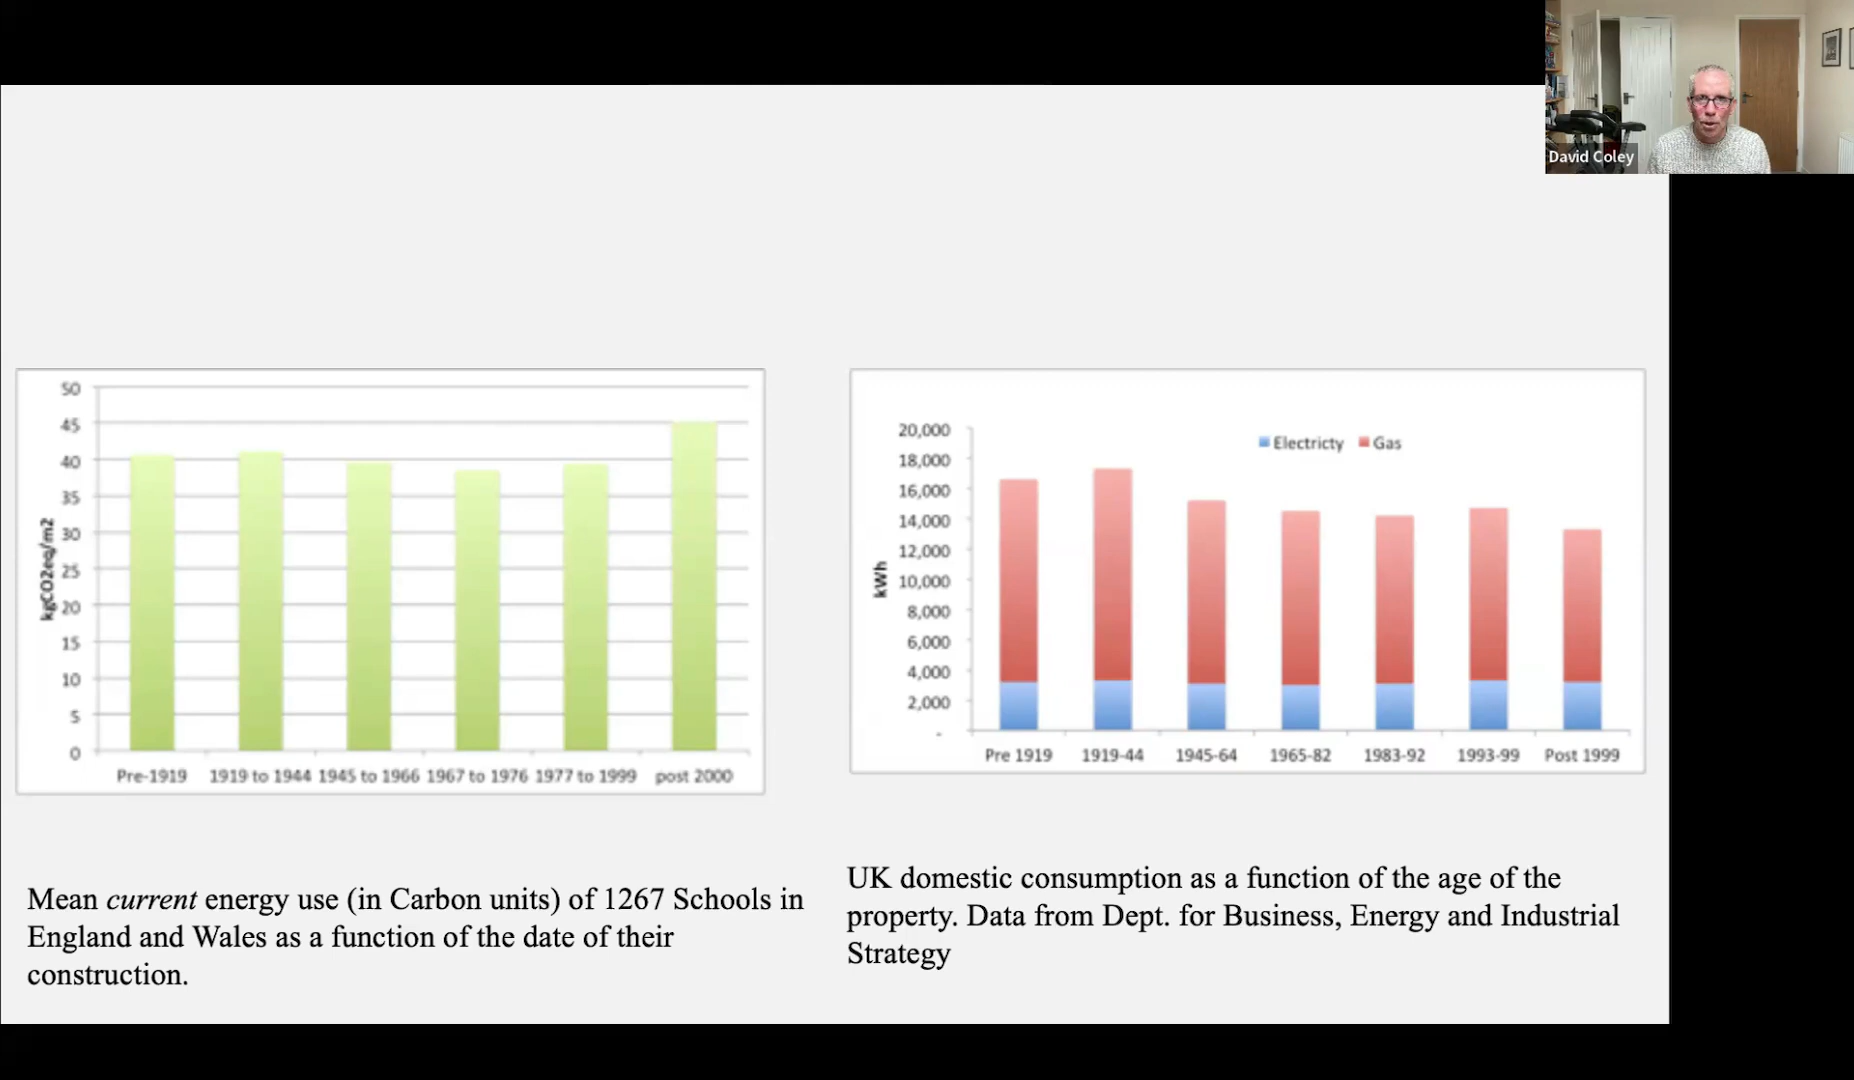 David Coley
50
45
40
35
30
25
20
15
10
5
0
kgCO2eq/m2
Pre-1919 1919 to 1944 1945 to 1966 1967 to 1976 1977 to 1999 post 2000
Mean current energy use (in Carbon units) of 1267 Schools in
England and Wales as a function of the date of their
construction.
20,000
18,000
16,000
14,000
12,000
10,000
8,000
6,000
4,000
2,000
-
kWh
Electricty Gas
Pre 1919 1919-44 1945-64 1965-82 1983-92 1993-99 Post 1999
UK domestic consumption as a function of the age of the
property. Data from Dept. for Business, Energy and Industrial
Strategy